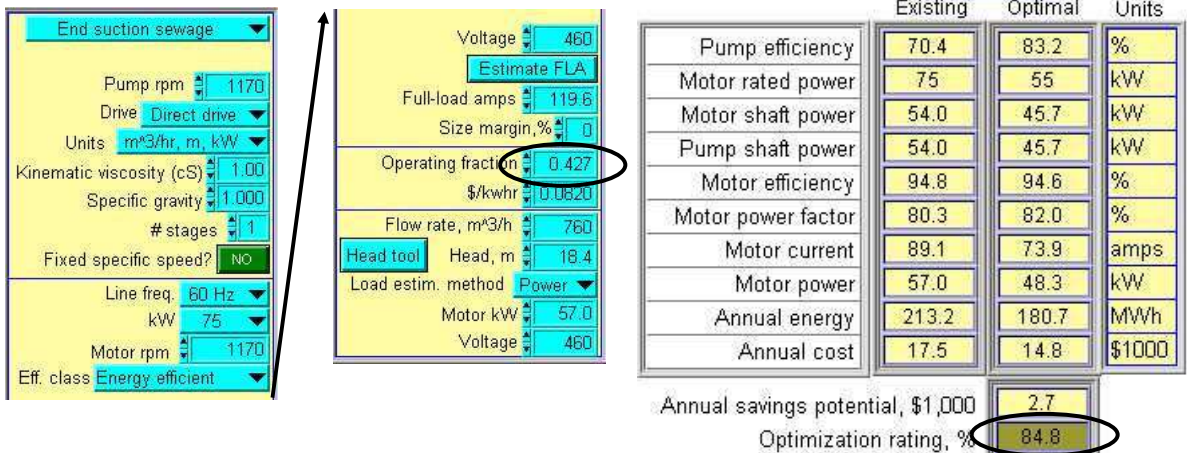 End suction sewage
Pump rpm 1170
Drive Direct drive
Units m^3/hr, m, kW
Kinematic viscosity (cS) 1.00
Specific gravity 1.000
# stages 1
Fixed specific speed? NO
Line freq. 60 Hz
kW 75
Motor rpm 1170
Eff. class Energy efficient
Voltage 460
Estimate FLA
Full-load amps 119.6
Size margin,% 0
Operating fraction 0.427
$/kwhr 0.0820
Flow rate, m^3/h 760
Head tool Head, m 18.4
Load estim. method Power
Motor kW 57.0
Voltage 460
Existing Optimal Units
Pump efficiency 70.4 83.2 %
Motor rated power 75 55 kW
Motor shaft power 54.0 45.7 kW
Pump shaft power 54.0 45.7 kW
Motor efficiency 94.8 94.6 %
Motor power factor 80.3 82.0 %
Motor current 89.1 73.9 amps
Motor power 57.0 48.3 kW
Annual energy 213.2 180.7 MWh
Annual cost 17.5 14.8 $1000
Annual savings potential, $1,000 2.7
Optimization rating, % 84.8